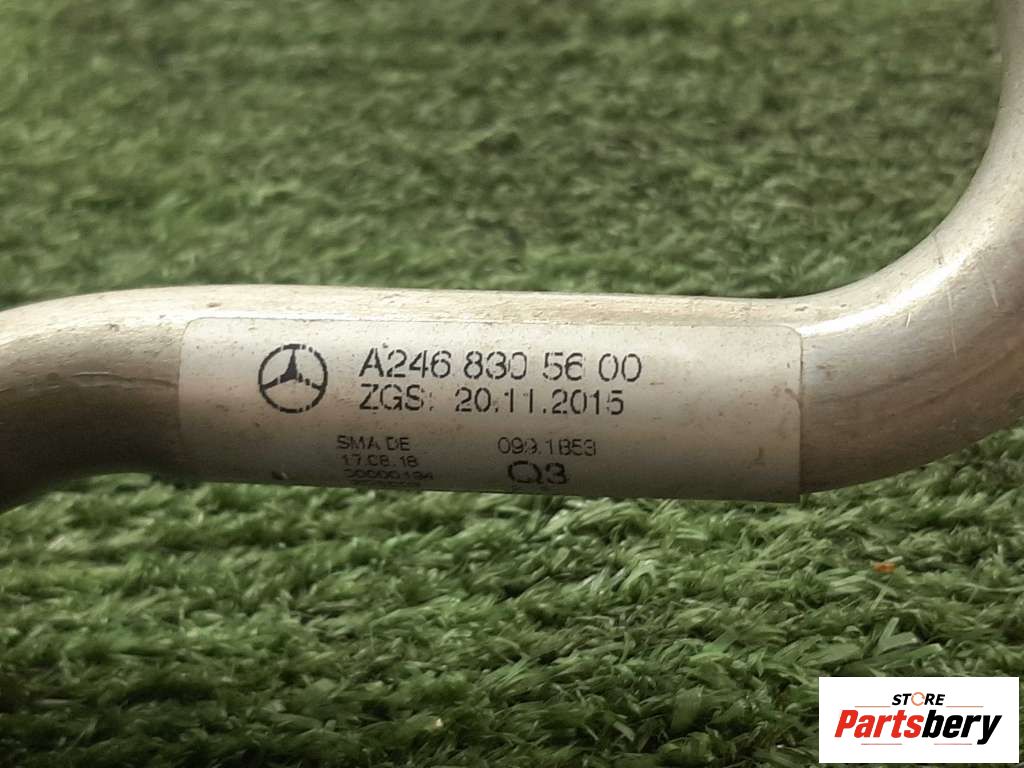 A246 830 56 00
ZGS: 20.11.2015
SMA DE 099.1853
17.08.18 Q3
STORE
Partsbery